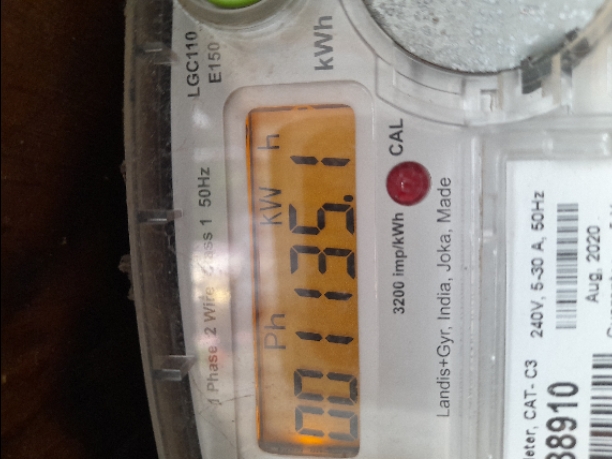 LGC110
E150
kWh
1 Phase 2 Wire Class 1 50Hz
Ph kW h
001135.1
CAL
3200 imp/kWh
Landis+Gyr, India, Joka, Made
240V, 5-30 A, 50Hz
Aug, 2020
eter, CAT- C3
38910